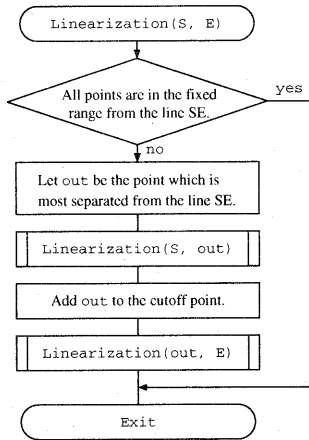 Linearization(S, E)
All points are in the fixed
range from the line SE.
yes
no
Let out be the point which is
most separated from the line SE.
Linearization(S, out)
Add out to the cutoff point.
Linearization(out, E)
Exit